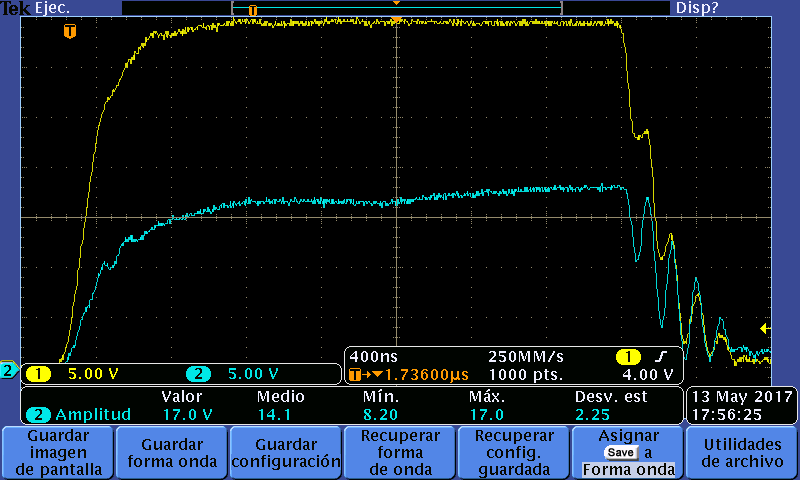 Tek Ejec. Disp?
T
T
2
1 5.00 V 2 5.00 V
400ns 250MM/s 1 4.00 V
T→▼1.73600µs 1000 pts.
Valor Medio Mín. Máx. Desv. est
2 Amplitud 17.0 V 14.1 8.20 17.0 2.25
13 May 2017
17:56:25
Guardar
imagen
de pantalla
Guardar
forma onda
Guardar
configuración
Recuperar
forma
de onda
Recuperar
config.
guardada
Asignar
Save a
Forma onda
Utilidades
de archivo